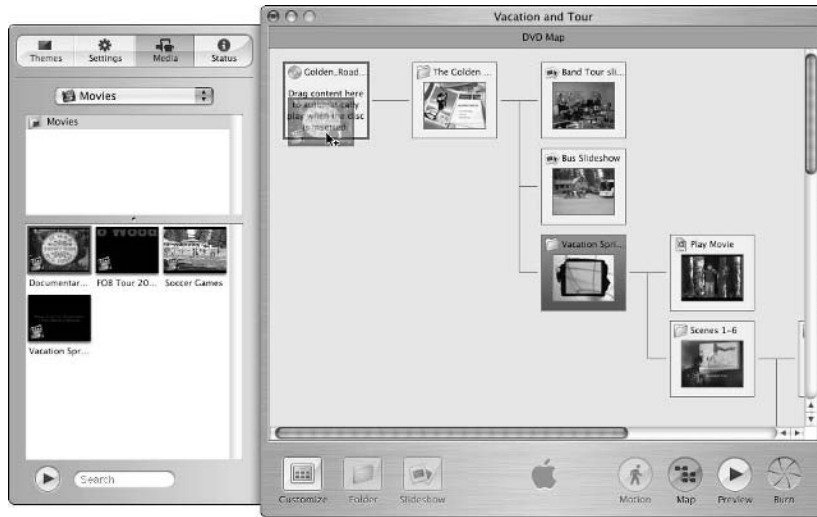 Themes Settings Media Status
Movies
Movies
Documentar... FOB Tour 20... Soccer Games
Vacation Spr...
Search
Vacation and Tour
DVD Map
Golden_Road...
Drag content here
to automatically
play when the disc
is inserted
The Golden ...
Band Tour sli...
Bus Slideshow
Vacation Spri...
Play Movie
Scenes 1-6
Customize Folder Slideshow Motion Map Preview Burn